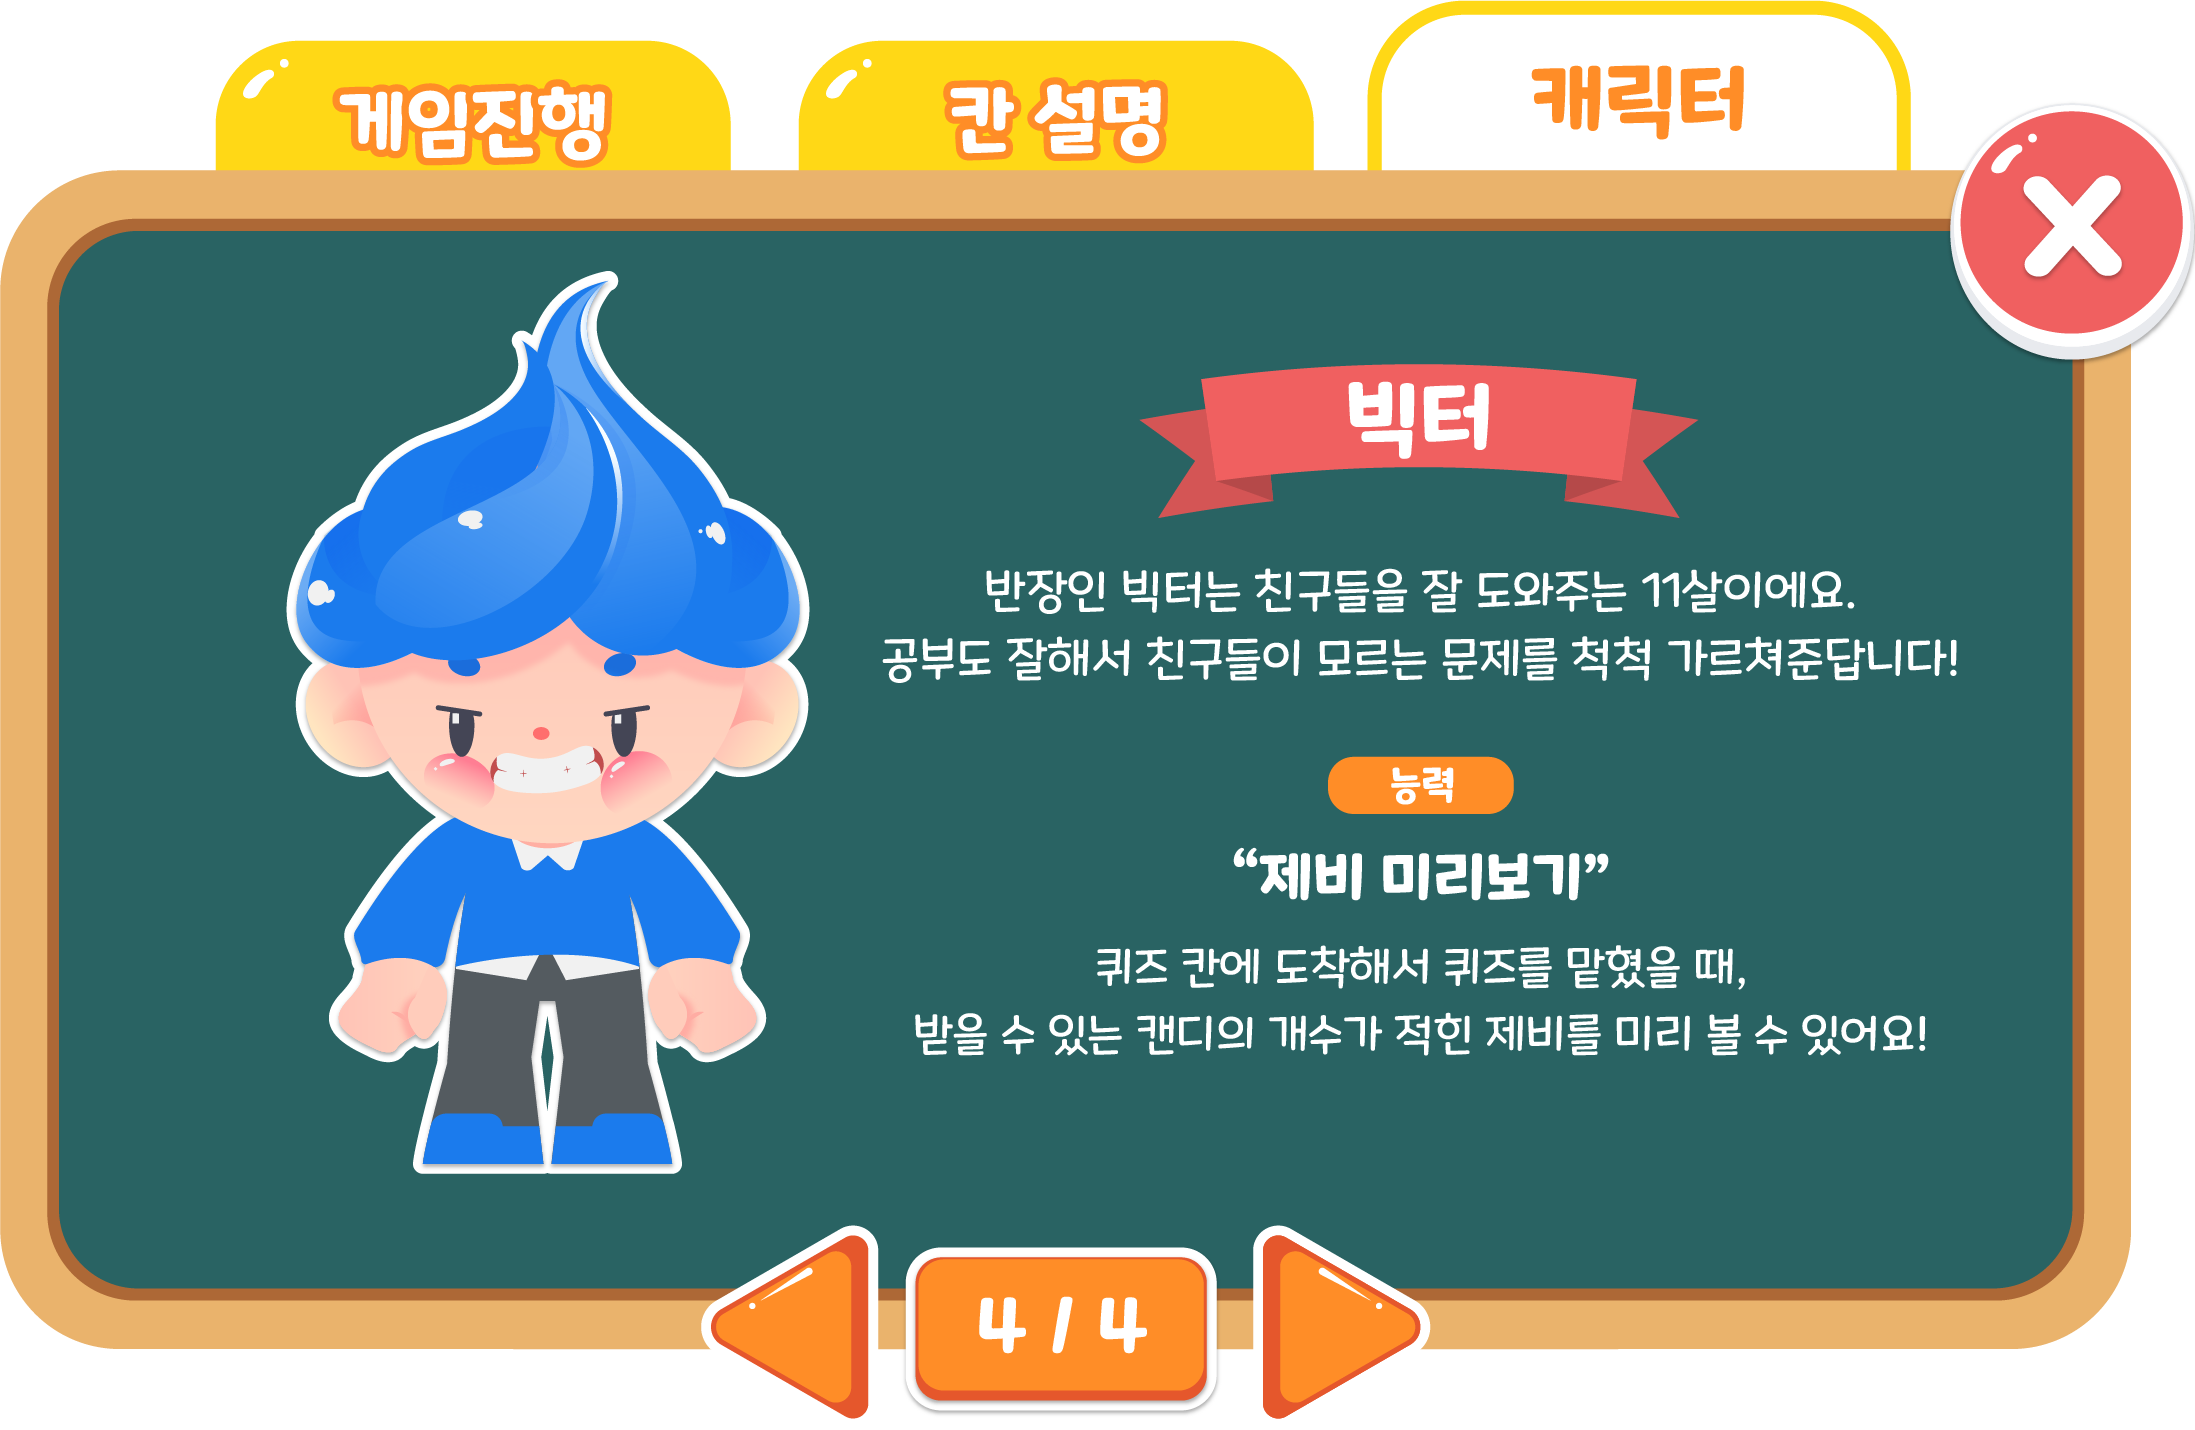 게임진행
칸 설명
캐릭터
빅터
반장인 빅터는 친구들을 잘 도와주는 11살이에요.
공부도 잘해서 친구들이 모르는 문제를 척척 가르쳐준답니다!
능력
“제비 미리보기”
퀴즈 칸에 도착해서 퀴즈를 맡혔을 때,
받을 수 있는 캔디의 개수가 적힌 제비를 미리 볼 수 있어요!
4 / 4